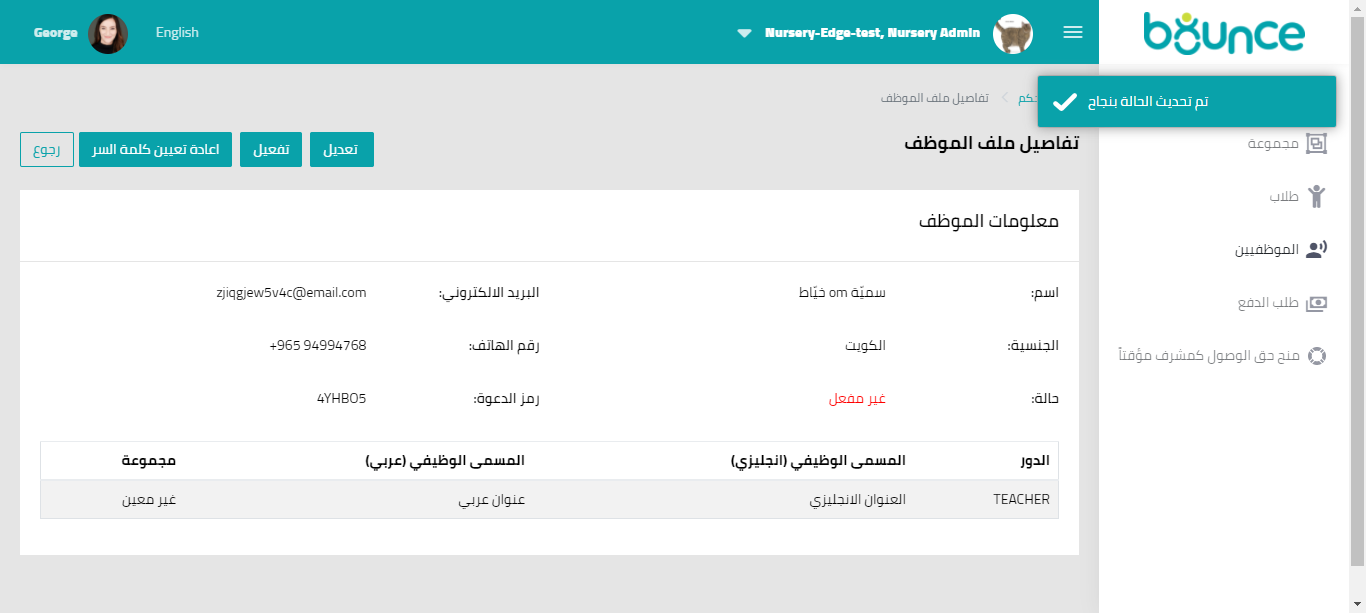 bounce
Nursery-Edge-test, Nursery Admin
English
George
تم تحديث الحالة بنجاح
تفاصيل ملف الموظف
تفاصيل ملف الموظف
تعديل
تفعيل
اعادة تعيين كلمة السر
رجوع
مجموعة
طلاب
الموظفيين
طلب الدفع
منح حق الوصول كمشرف مؤقتاً
معلومات الموظف
اسم: سميّة om خيّاط البريد الالكتروني: zjiqgjew5v4c@email.com
الجنسية: الكويت رقم الهاتف: +965 94994768
حالة: غير مفعل رمز الدعوة: 4YHBO5
الدور المسمى الوظيفي (انجليزي) المسمى الوظيفي (عربي) مجموعة
TEACHER العنوان الانجليزي عنوان عربي غير معين